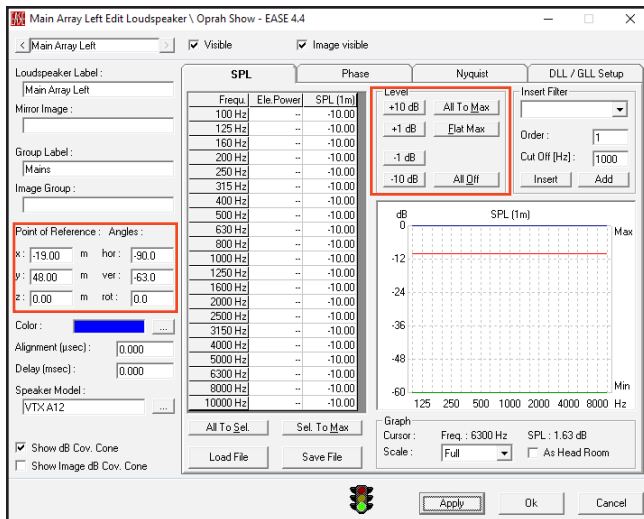 Main Array Left Edit Loudspeaker \ Oprah Show - EASE 4.4
< Main Array Left >
Visible
Image visible
Loudspeaker Label :
Main Array Left
Mirror Image :
Group Label :
Mains
Image Group :
Point of Reference : Angles :
x : -19.00 m hor : -90.0
y : 48.00 m ver : -63.0
z : 0.00 m rot : 0.0
Color : ...
Alignment (µsec) : 0.000
Delay (msec) : 0.000
Speaker Model :
VTX A12 ...
Show dB Cov. Cone
Show Image dB Cov. Cone
SPL
Phase
Nyquist
DLL / GLL Setup
Frequ. Ele.Power SPL (1m)
100 Hz -- -10.00
125 Hz -- -10.00
160 Hz -- -10.00
200 Hz -- -10.00
250 Hz -- -10.00
315 Hz -- -10.00
400 Hz -- -10.00
500 Hz -- -10.00
630 Hz -- -10.00
800 Hz -- -10.00
1000 Hz -- -10.00
1250 Hz -- -10.00
1600 Hz -- -10.00
2000 Hz -- -10.00
2500 Hz -- -10.00
3150 Hz -- -10.00
4000 Hz -- -10.00
5000 Hz -- -10.00
6300 Hz -- -10.00
8000 Hz -- -10.00
10000 Hz -- -10.00
All To Sel. Sel. To Max
Load File Save File
Level
+10 dB All To Max
+1 dB Flat Max
-1 dB
-10 dB All Off
Insert Filter
Order : 1
Cut Off [Hz] : 1000
Insert Add
dB SPL (1m)
0 Max
-12
-24
-36
-48
-60 Min
125 250 500 1000 2000 4000 8000 Hz
Graph
Cursor : Freq. : 6300 Hz SPL : 1.63 dB
Scale : Full As Head Room
Apply Ok Cancel